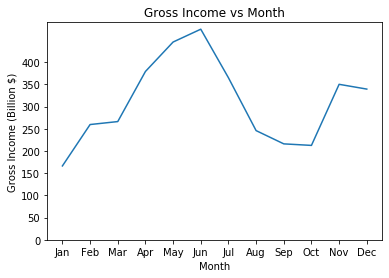 Gross Income vs Month
Gross Income (Billion $)
400
350
300
250
200
150
100
50
0
Jan Feb Mar Apr May Jun Jul Aug Sep Oct Nov Dec
Month